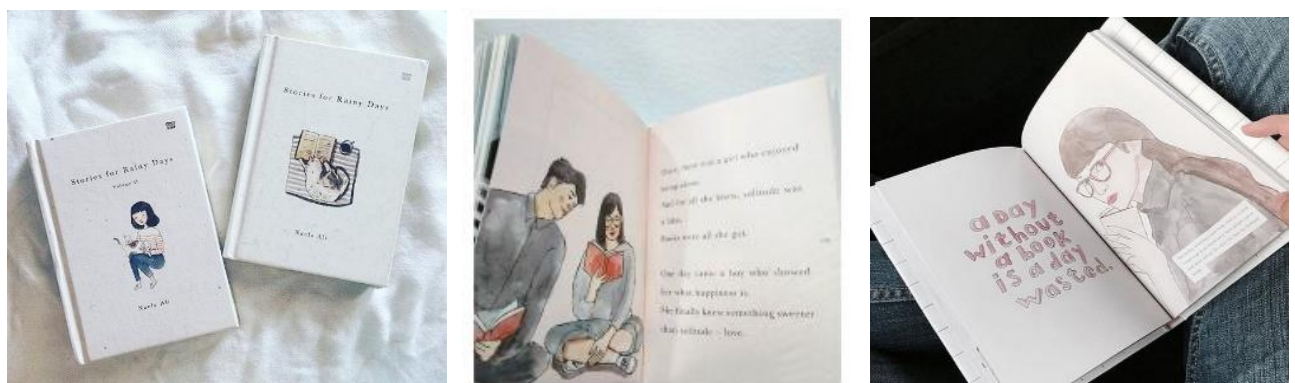 Stories for Rainy Days
Volume II
Naela Ali
Stories for Rainy Days
Naela Ali
there was a girl who enjoyed
being alone.
And for all she knew, solitude was
a bliss.
Books were all she got.
One day came a boy who showed
her what happiness is.
She finally knew something sweeter
than solitude – love.
a DaY
without
a book
is a day
wasted.